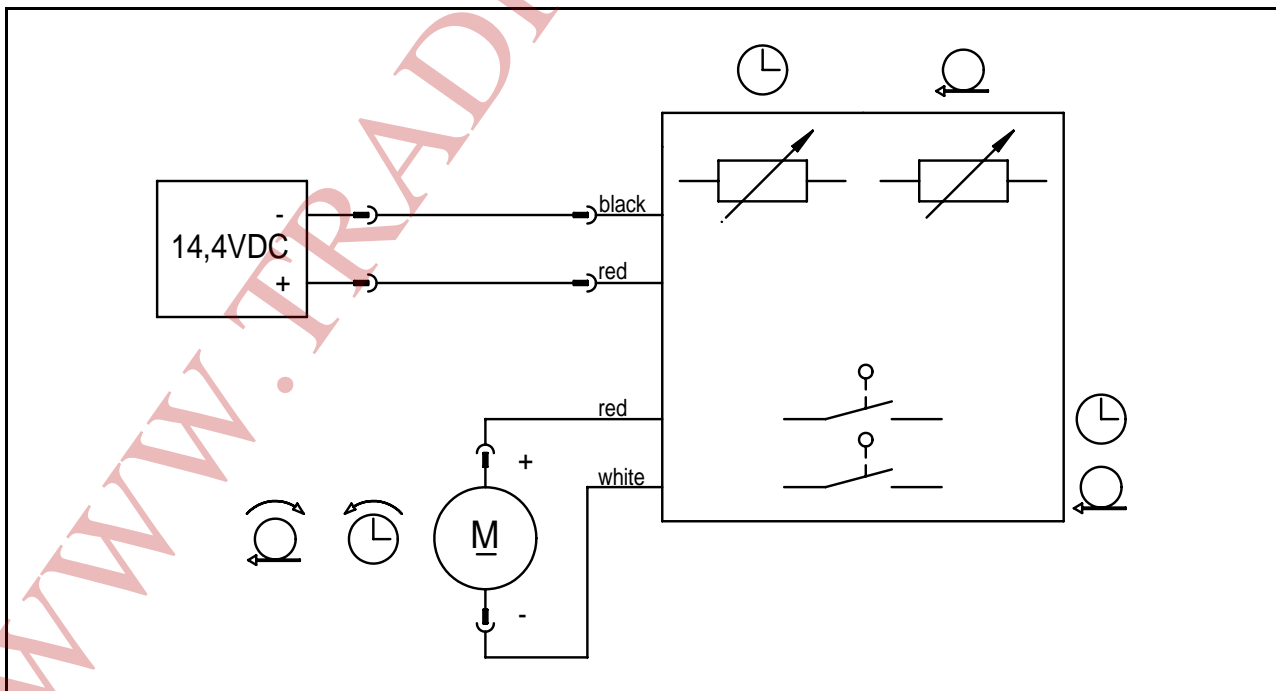 -
black
14,4VDC
red
+
red
+
white
M
-
WWW.TRADI